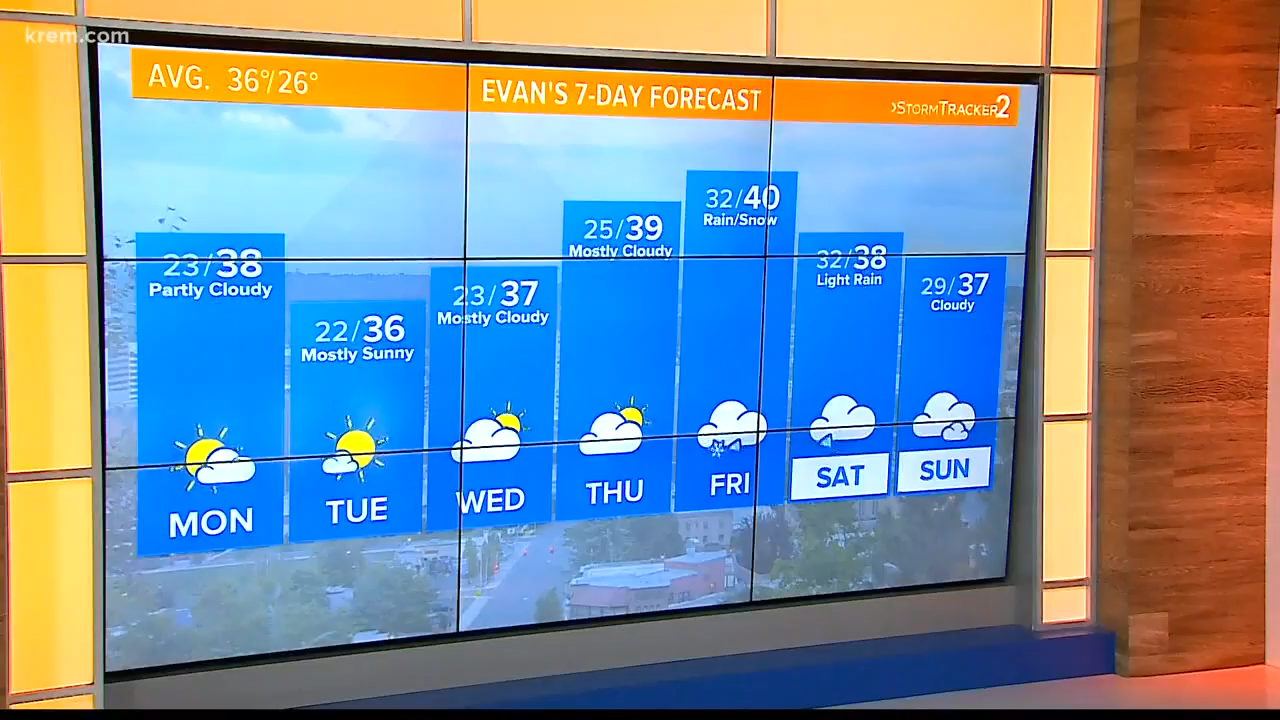 krem.com
AVG. 36°/26°
EVAN'S 7-DAY FORECAST
›STORMTRACKER2
23/38
Partly Cloudy
MON
22/36
Mostly Sunny
TUE
23/37
Mostly Cloudy
WED
25/39
Mostly Cloudy
THU
32/40
Rain/Snow
FRI
32/38
Light Rain
SAT
29/37
Cloudy
SUN